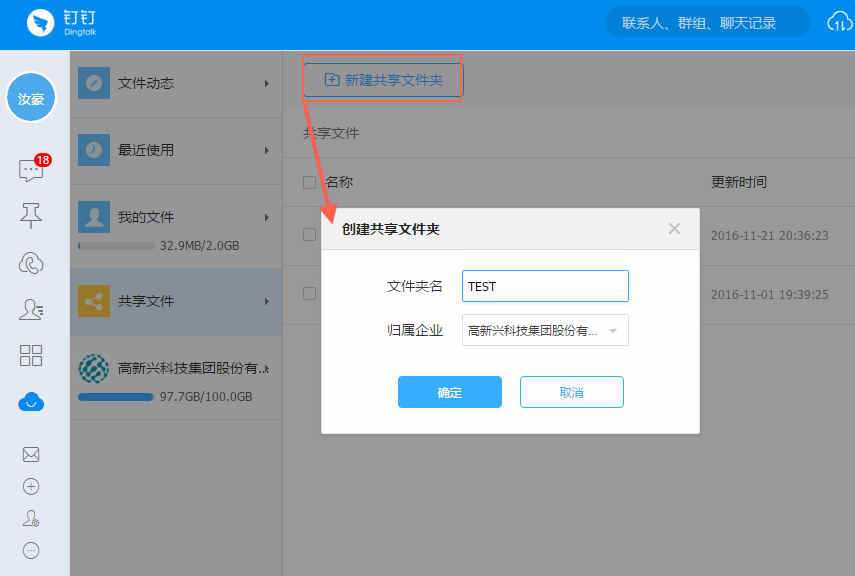 钉钉
Dingtalk
联系人、群组、聊天记录
汝豪
18
文件动态
最近使用
我的文件
32.9MB/2.0GB
共享文件
高新兴科技集团股份有..
97.7GB/100.0GB
新建共享文件夹
共享文件
名称
更新时间
2016-11-21 20:36:23
2016-11-01 19:39:25
创建共享文件夹
文件夹名
TEST
归属企业
高新兴科技集团股份有...
确定
取消